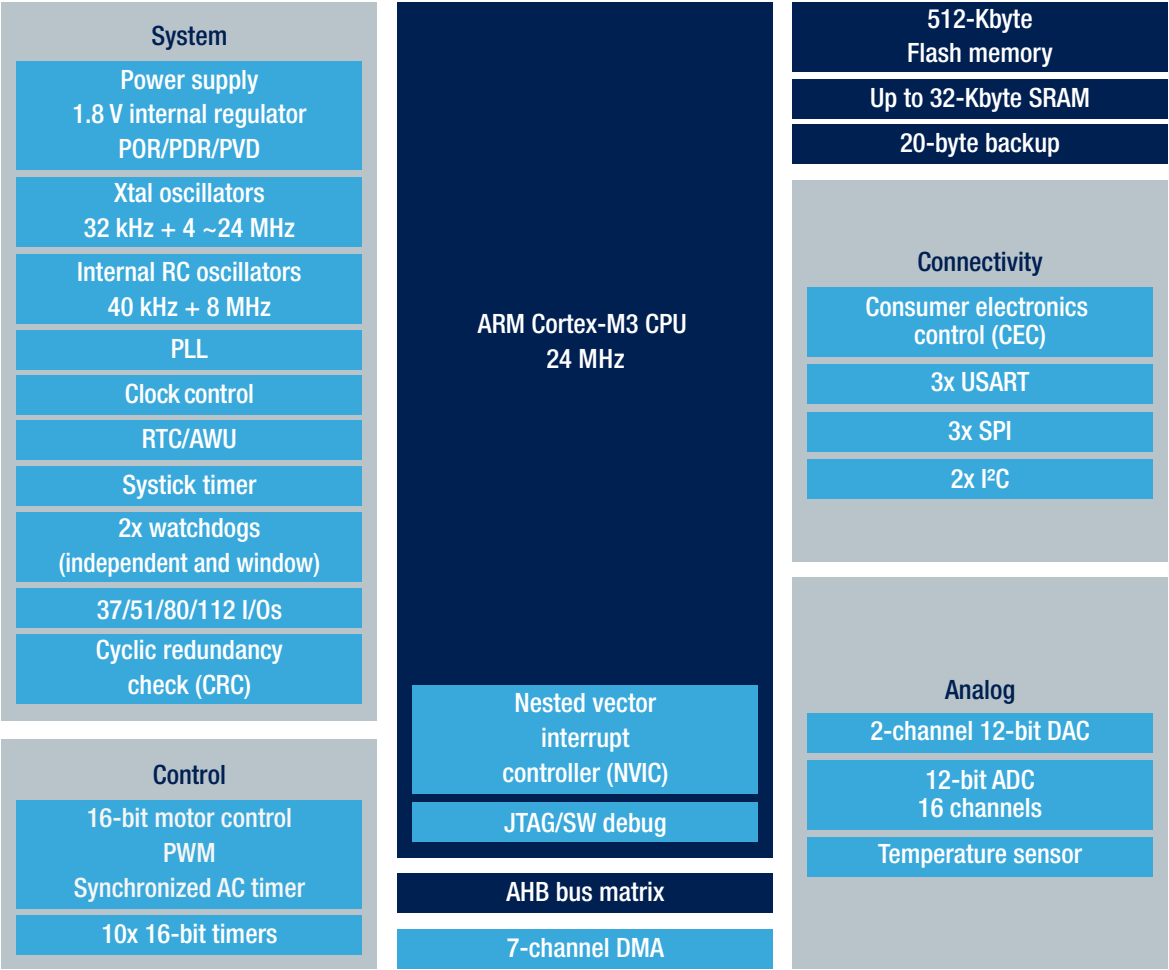 System
Power supply
1.8 V internal regulator
POR/PDR/PVD
Xtal oscillators
32 kHz + 4 ~24 MHz
Internal RC oscillators
40 kHz + 8 MHz
PLL
Clock control
RTC/AWU
Systick timer
2x watchdogs
(independent and window)
37/51/80/112 I/Os
Cyclic redundancy
check (CRC)
Control
16-bit motor control
PWM
Synchronized AC timer
10x 16-bit timers
ARM Cortex-M3 CPU
24 MHz
Nested vector
interrupt
controller (NVIC)
JTAG/SW debug
AHB bus matrix
7-channel DMA
512-Kbyte
Flash memory
Up to 32-Kbyte SRAM
20-byte backup
Connectivity
Consumer electronics
control (CEC)
3x USART
3x SPI
2x I²C
Analog
2-channel 12-bit DAC
12-bit ADC
16 channels
Temperature sensor